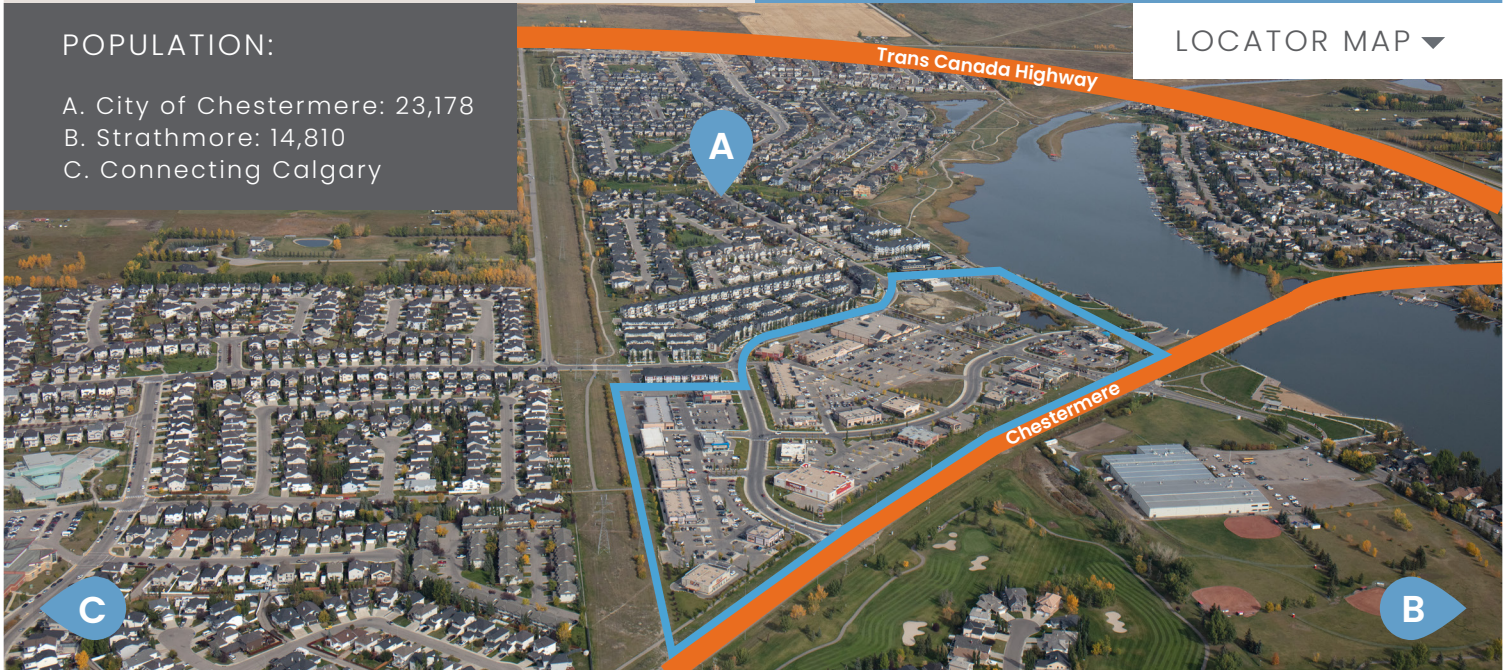 POPULATION:
A. City of Chestermere: 23,178
B. Strathmore: 14,810
C. Connecting Calgary
LOCATOR MAP
Trans Canada Highway
A
Chestermere
C
B